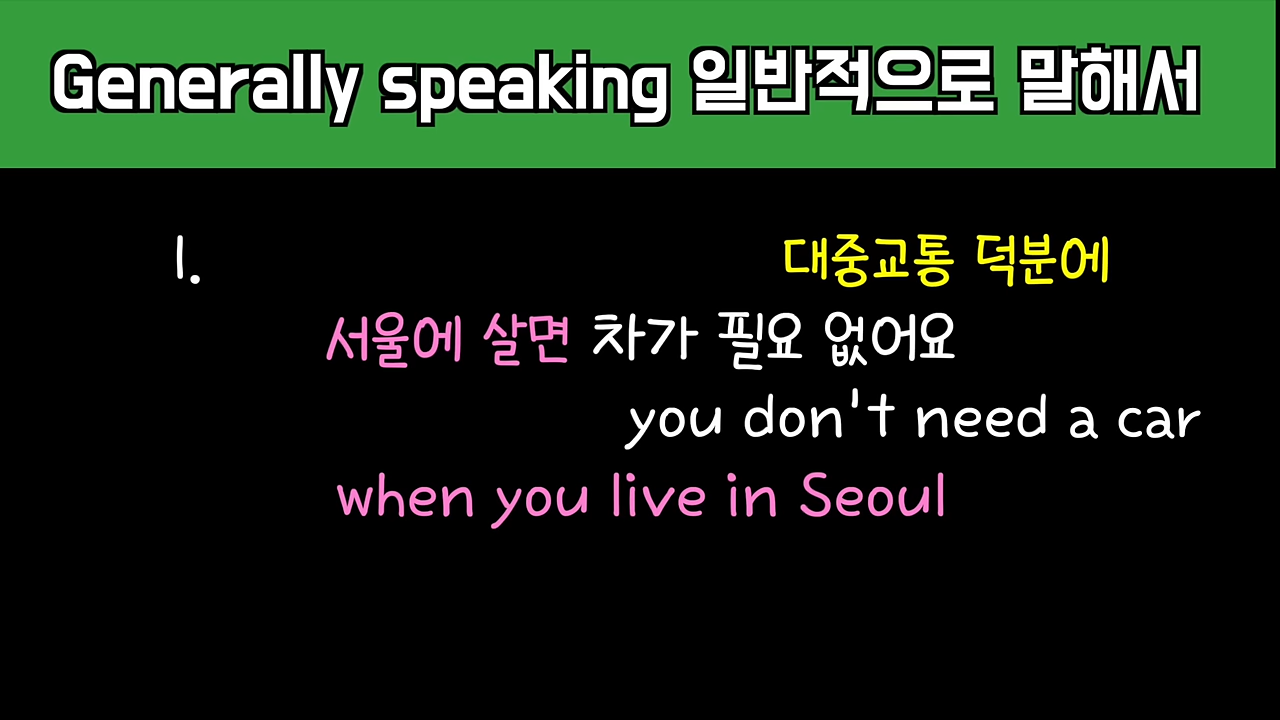 Generally speaking 일반적으로 말해서
1. 대중교통 덕분에
서울에 살면 차가 필요 없어요
you don't need a car
when you live in Seoul